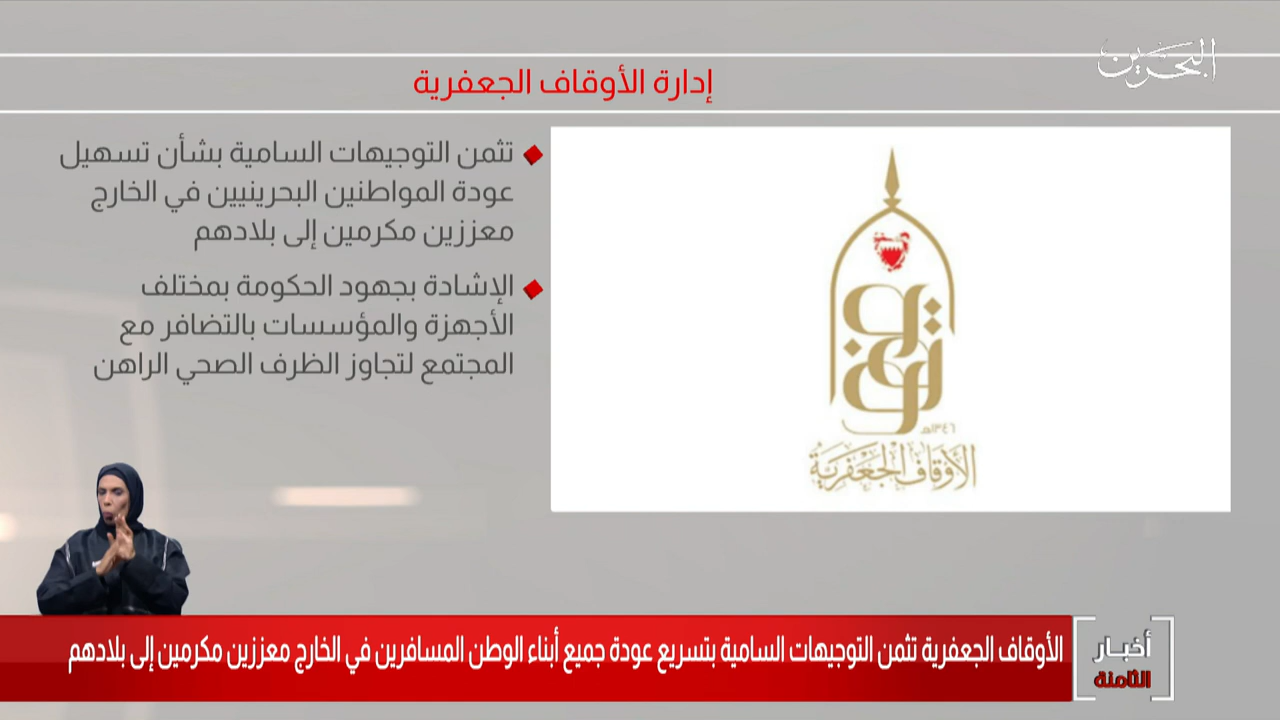 البحرين
إدارة الأوقاف الجعفرية
تثمن التوجيهات السامية بشأن تسهيل
عودة المواطنين البحرينيين في الخارج
معززين مكرمين إلى بلادهم
الإشادة بجهود الحكومة بمختلف
الأجهزة والمؤسسات بالتضافر مع
المجتمع لتجاوز الظرف الصحي الراهن
١٣٤٦هـ
الأوقاف الجعفرية
الأوقاف الجعفرية تثمن التوجيهات السامية بتسريع عودة جميع أبناء الوطن المسافرين في الخارج معززين مكرمين إلى بلادهم
أخبار
الثامنة